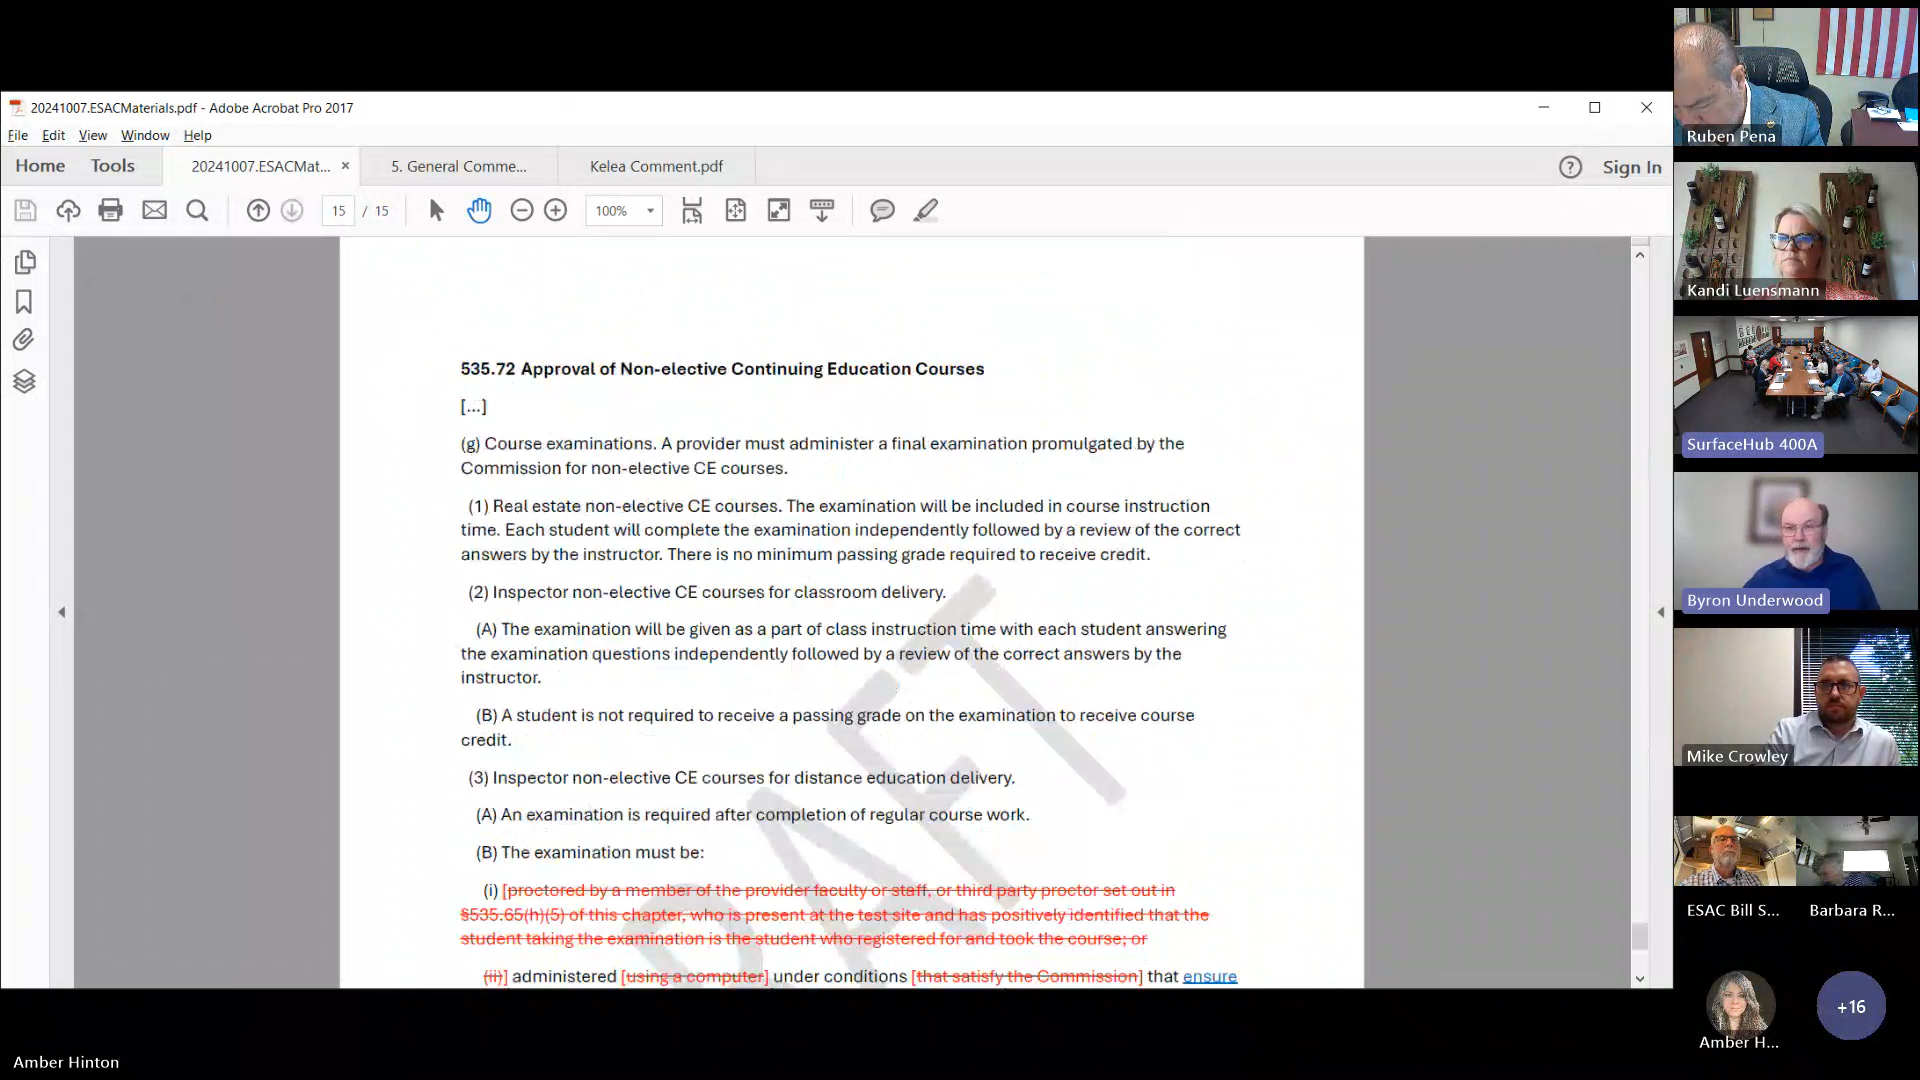 20241007.ESACMaterials.pdf - Adobe Acrobat Pro 2017
File Edit View Window Help
Home Tools 20241007.ESACMat... × 5. General Comme... Kelea Comment.pdf ? Sign In
15 / 15 100%
535.72 Approval of Non-elective Continuing Education Courses
[...]
(g) Course examinations. A provider must administer a final examination promulgated by the
Commission for non-elective CE courses.
(1) Real estate non-elective CE courses. The examination will be included in course instruction
time. Each student will complete the examination independently followed by a review of the correct
answers by the instructor. There is no minimum passing grade required to receive credit.
(2) Inspector non-elective CE courses for classroom delivery.
(A) The examination will be given as a part of class instruction time with each student answering
the examination questions independently followed by a review of the correct answers by the
instructor.
(B) A student is not required to receive a passing grade on the examination to receive course
credit.
(3) Inspector non-elective CE courses for distance education delivery.
(A) An examination is required after completion of regular course work.
(B) The examination must be:
(i) [proctored by a member of the provider faculty or staff, or third party proctor set out in
§535.65(h)(5) of this chapter, who is present at the test site and has positively identified that the
student taking the examination is the student who registered for and took the course; or
(ii)] administered [using a computer] under conditions [that satisfy the Commission] that ensure
DRAFT
Ruben Pena
Kandi Luensmann
SurfaceHub 400A
Byron Underwood
Mike Crowley
ESAC Bill S... Barbara R...
Amber H... +16
Amber Hinton